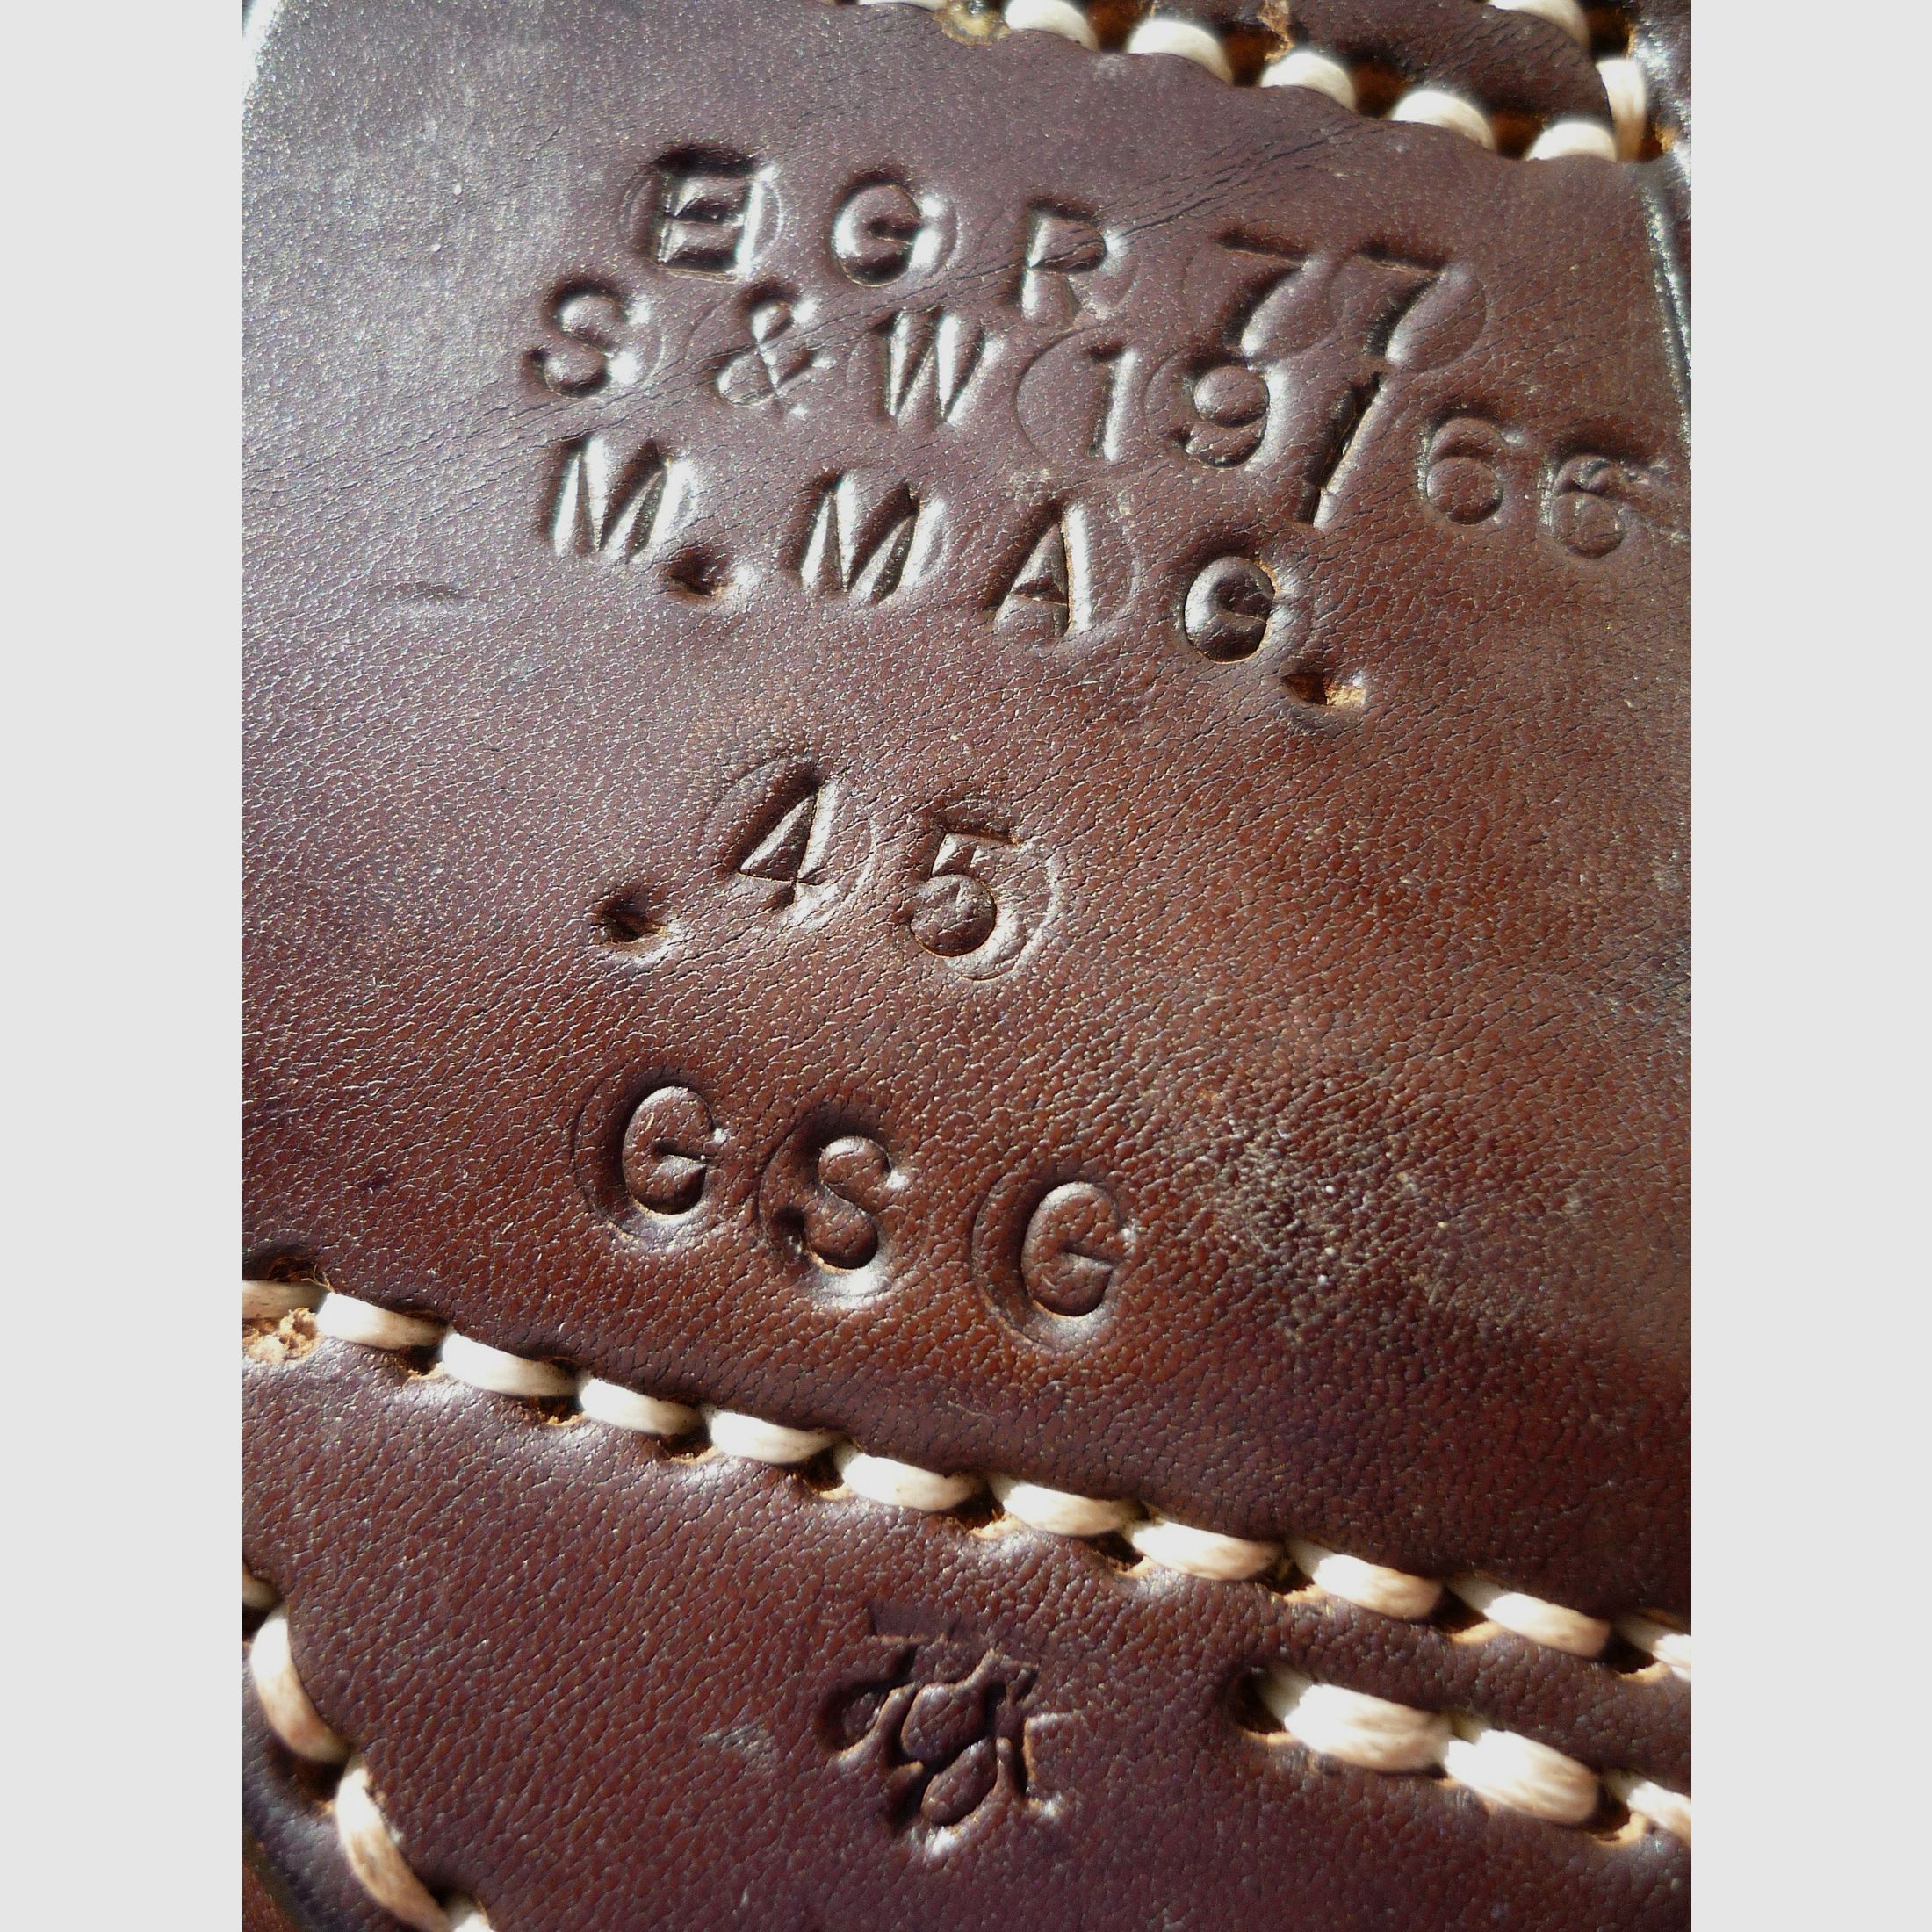 EGR 77
S&W 19/66
M. MAG.
.45
GSG